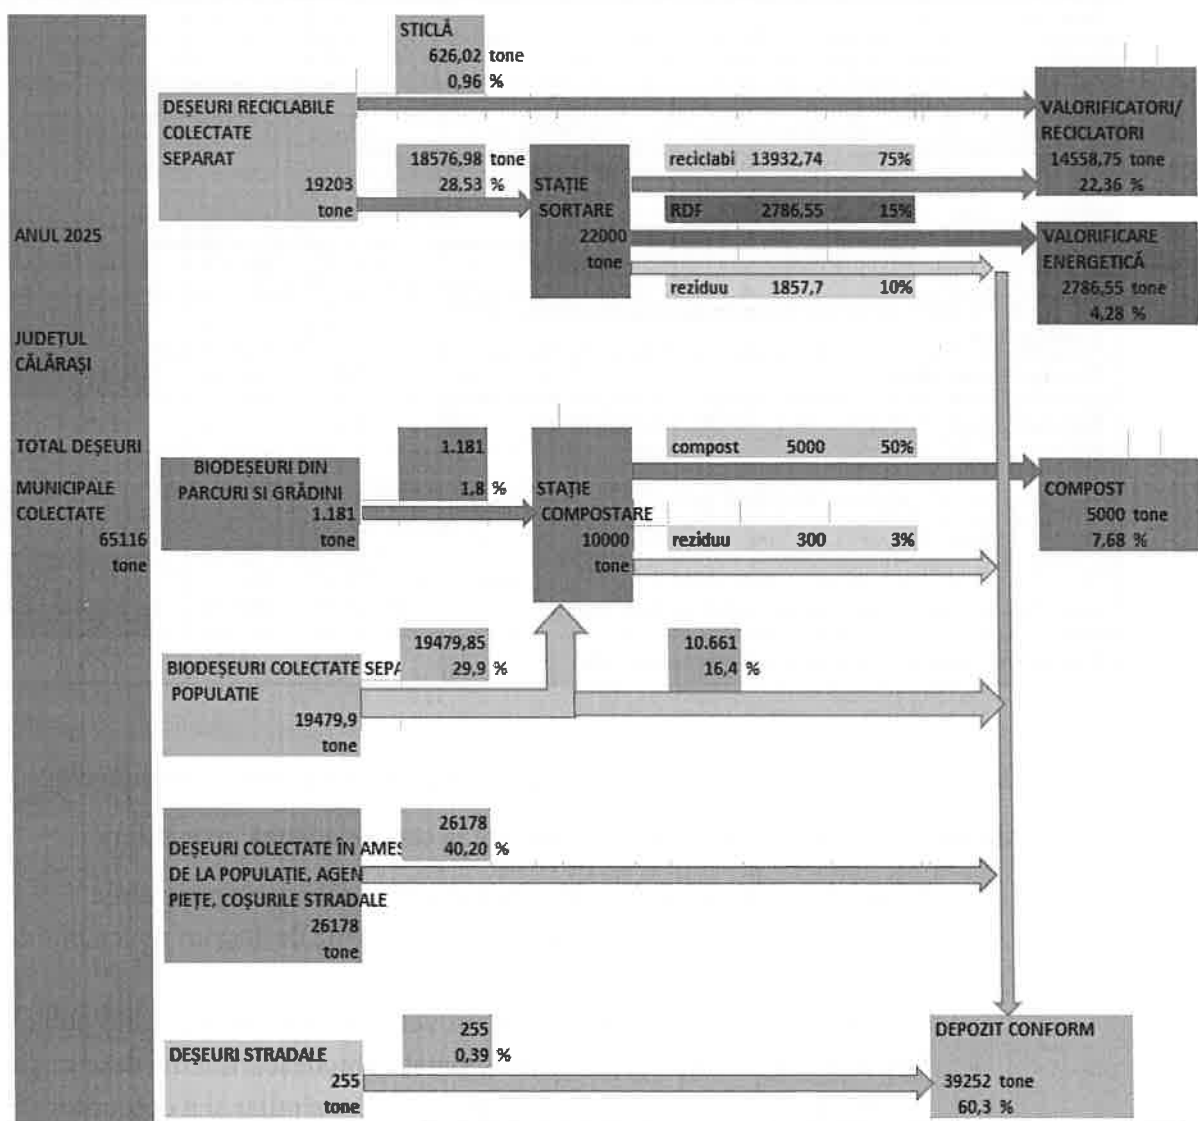 STICLĂ
626,02 tone
0,96 %
DEȘEURI RECICLABILE
COLECTATE
SEPARAT
19203
tone
18576,98 tone
28,53 %
STAȚIE
SORTARE
22000
tone
reciclabi 13932,74 75%
RDF 2786,55 15%
reziduu 1857,7 10%
VALORIFICATORI/
RECICLATORI
14558,75 tone
22,36 %
VALORIFICARE
ENERGETICĂ
2786,55 tone
4,28 %
ANUL 2025
JUDEȚUL
CĂLĂRAȘI
TOTAL DEȘEURI
MUNICIPALE
COLECTATE
65116
tone
BIODEȘEURI DIN
PARCURI SI GRĂDINI
1.181
tone
1.181
1,8 %
STAȚIE
COMPOSTARE
10000
tone
compost 5000 50%
reziduu 300 3%
COMPOST
5000 tone
7,68 %
BIODEȘEURI COLECTATE SEPA
POPULATIE
19479,9
tone
19479,85
29,9 %
10.661
16,4 %
DEȘEURI COLECTATE ÎN AMES
DE LA POPULAȚIE, AGEN
PIEȚE, COȘURILE STRADALE
26178
tone
26178
40,20 %
DEȘEURI STRADALE
255
tone
255
0,39 %
DEPOZIT CONFORM
39252 tone
60,3 %